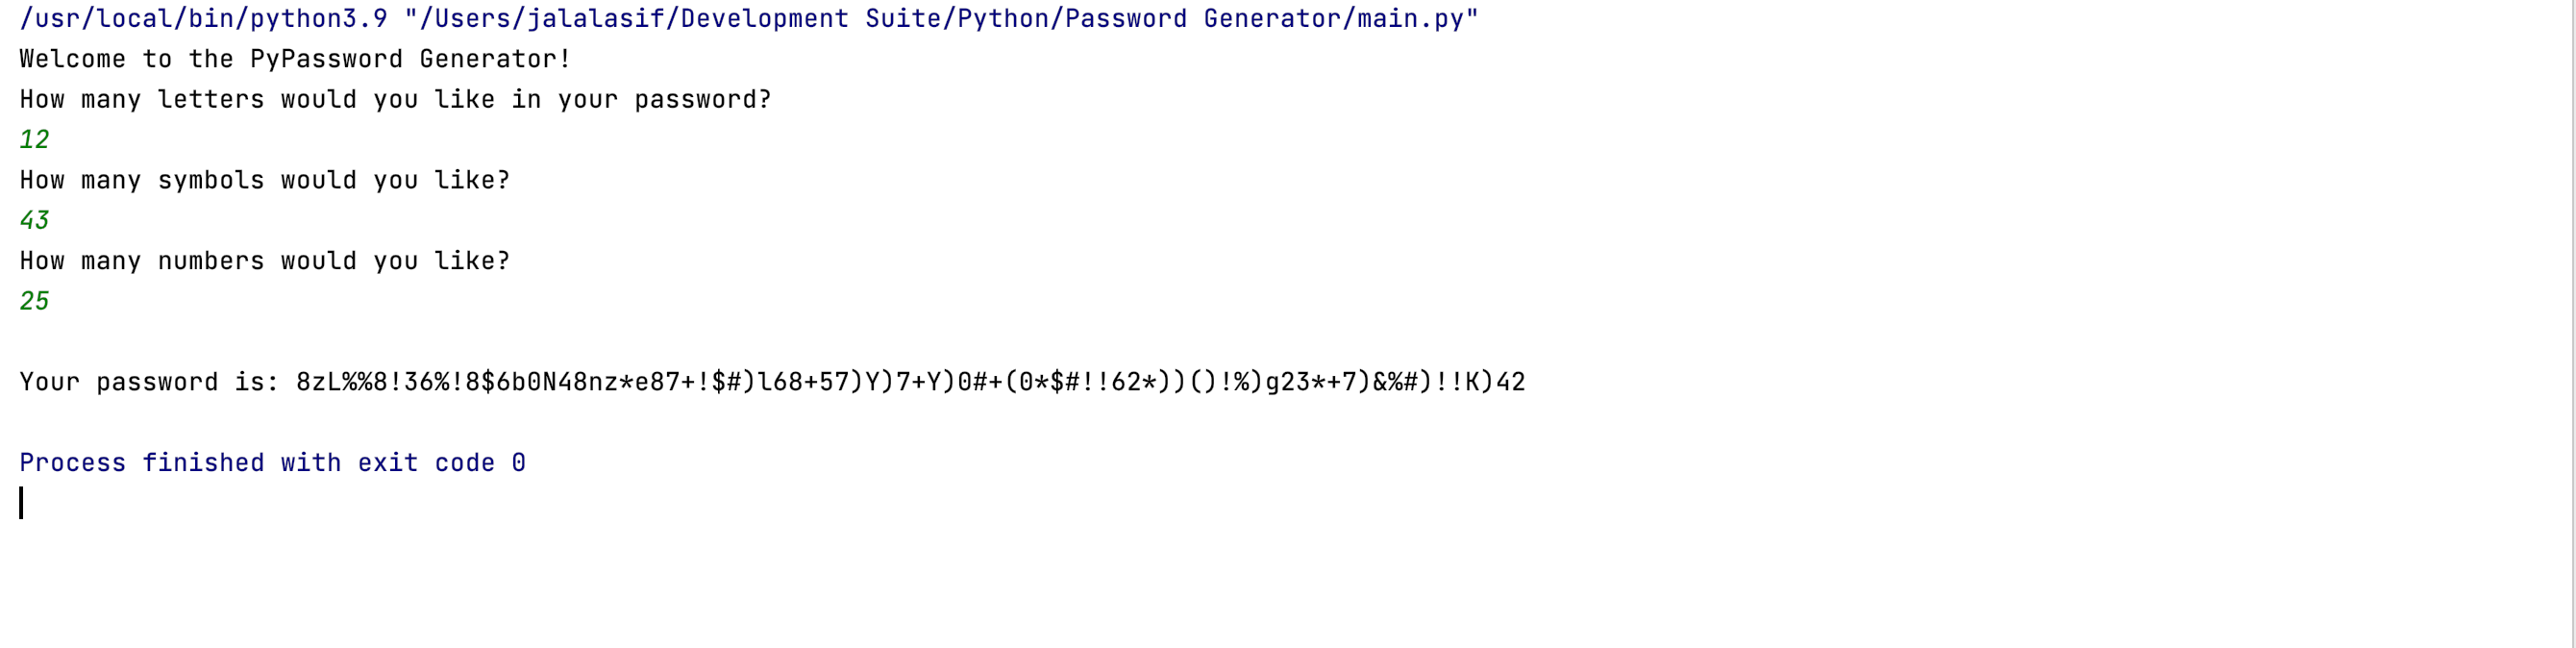 /usr/local/bin/python3.9 "/Users/jalalasif/Development Suite/Python/Password Generator/main.py"
Welcome to the PyPassword Generator!
How many letters would you like in your password?
12
How many symbols would you like?
43
How many numbers would you like?
25
Your password is: 8zL%%8!36%!8$6b0N48nz*e87+!$#)l68+57)Y)7+Y)0#+(0*$#!!62*))()!%)g23*+7)&%#)!!K)42
Process finished with exit code 0